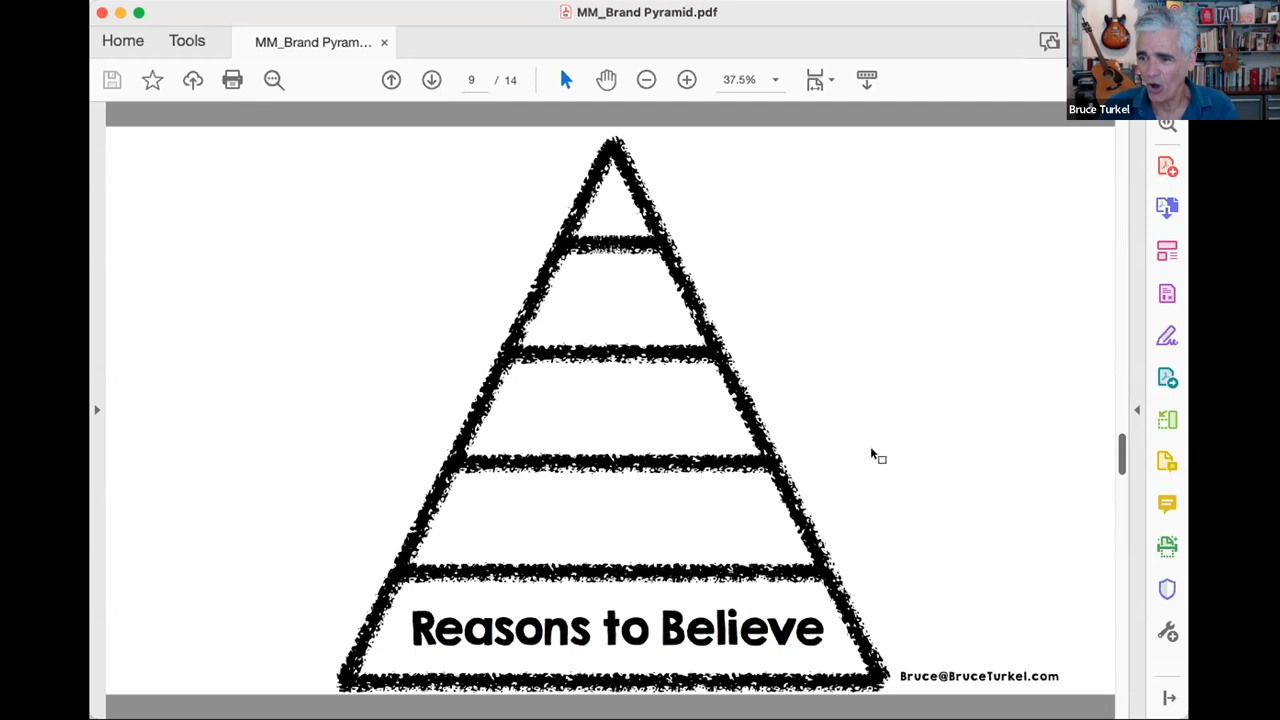 MM_Brand Pyramid.pdf
Home Tools MM_Brand Pyram... ×
9 / 14 37.5%
Bruce Turkel
Reasons to Believe
Bruce@BruceTurkel.com